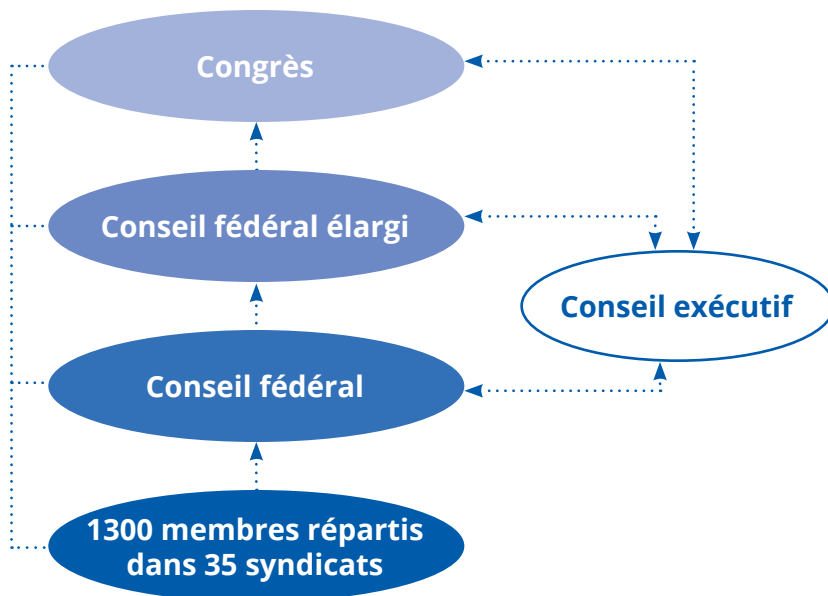 Congrès
Conseil fédéral élargi
Conseil exécutif
Conseil fédéral
1300 membres répartis
dans 35 syndicats